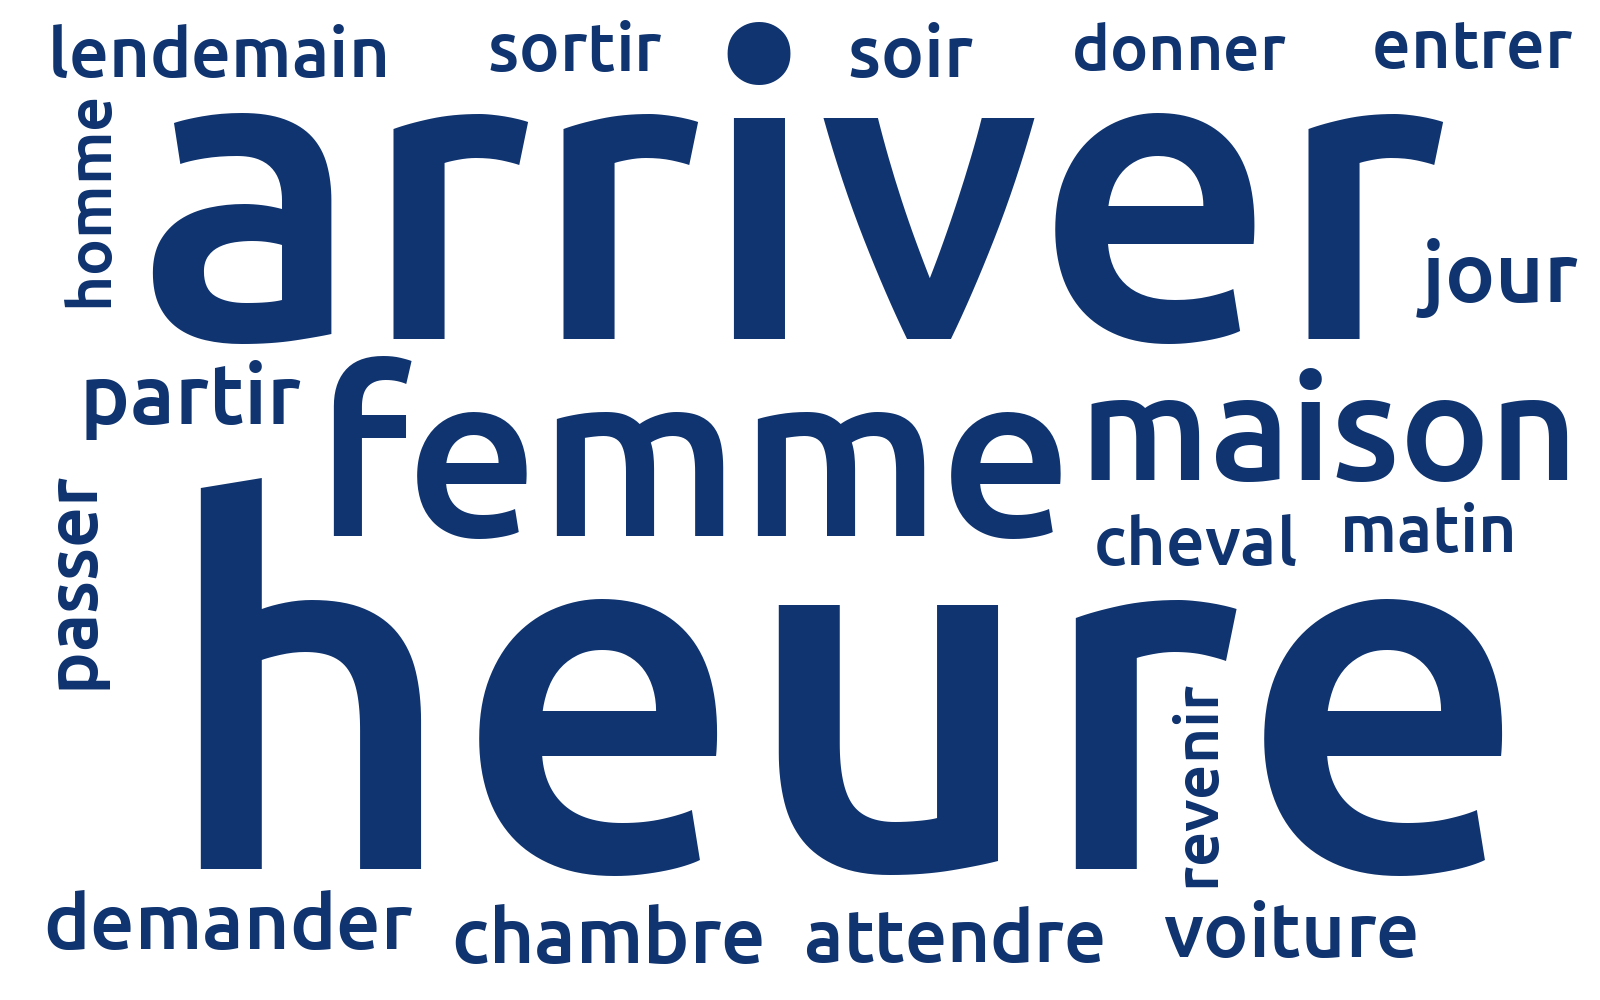 lendemain sortir soir donner entrer
homme
arriver
jour
partir
femme
maison
cheval matin
passer
heure
revenir
demander chambre attendre voiture